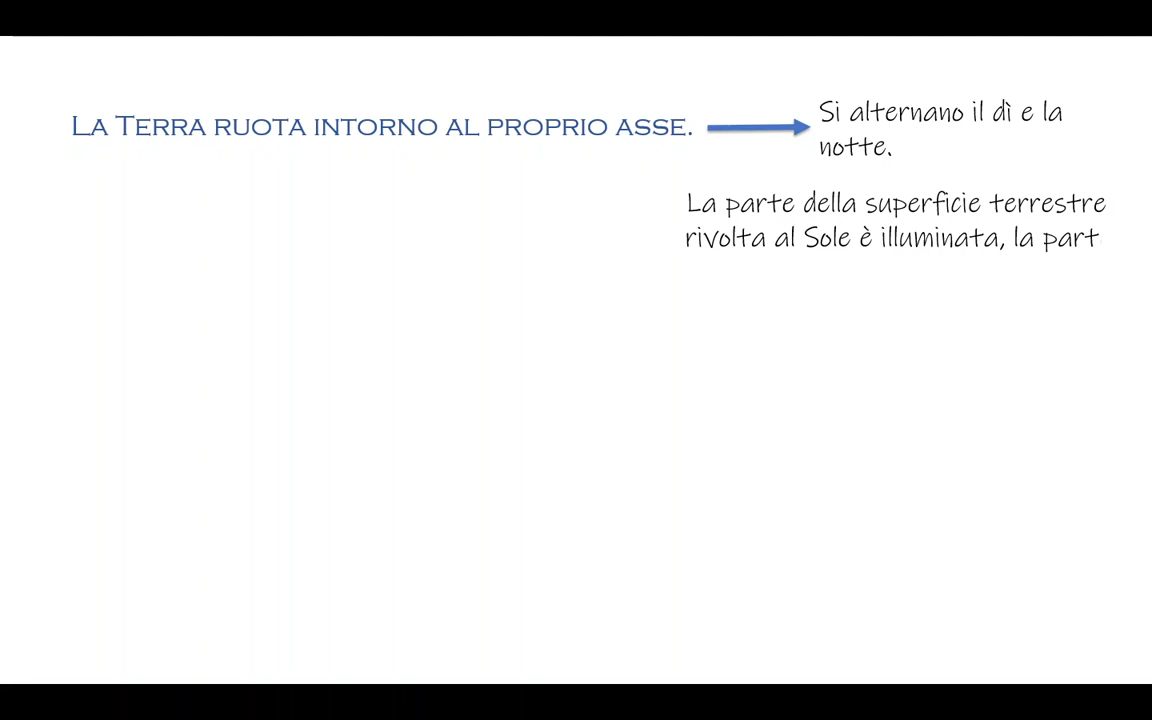 La Terra ruota intorno al proprio asse.
Si alternano il dì e la
notte.
La parte della superficie terrestre
rivolta al Sole è illuminata, la part